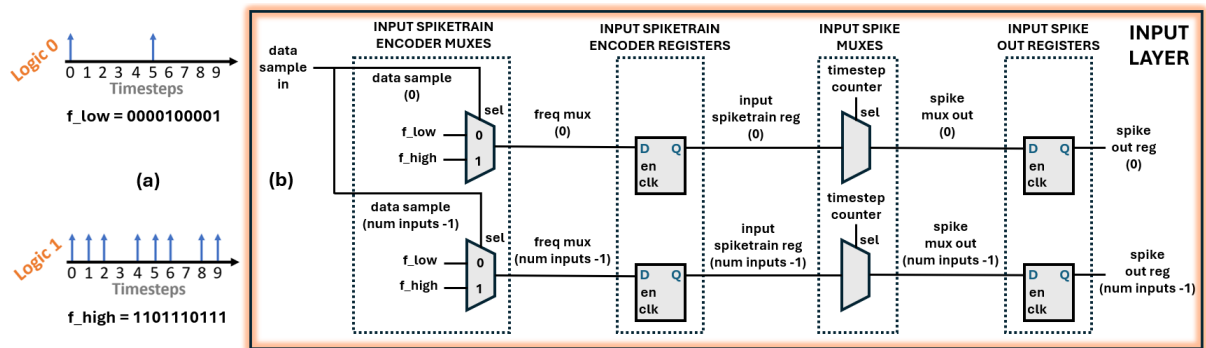 Logic 0
0 1 2 3 4 5 6 7 8 9
Timesteps
f_low = 0000100001
(a)
Logic 1
0 1 2 3 4 5 6 7 8 9
Timesteps
f_high = 1101110111
(b)
INPUT
LAYER
INPUT SPIKETRAIN
ENCODER MUXES
INPUT SPIKETRAIN
ENCODER REGISTERS
INPUT SPIKE
MUXES
INPUT SPIKE
OUT REGISTERS
data
sample
in
data sample
(0)
sel
f_low
0
f_high
1
freq mux
(0)
D Q
en
clk
input
spiketrain reg
(0)
timestep
counter
sel
spike
mux out
(0)
D Q
en
clk
spike
out reg
(0)
data sample
(num inputs -1)
sel
f_low
0
f_high
1
freq mux
(num inputs -1)
D Q
en
clk
input
spiketrain reg
(num inputs -1)
timestep
counter
sel
spike
mux out
(num inputs -1)
D Q
en
clk
spike
out reg
(num inputs -1)